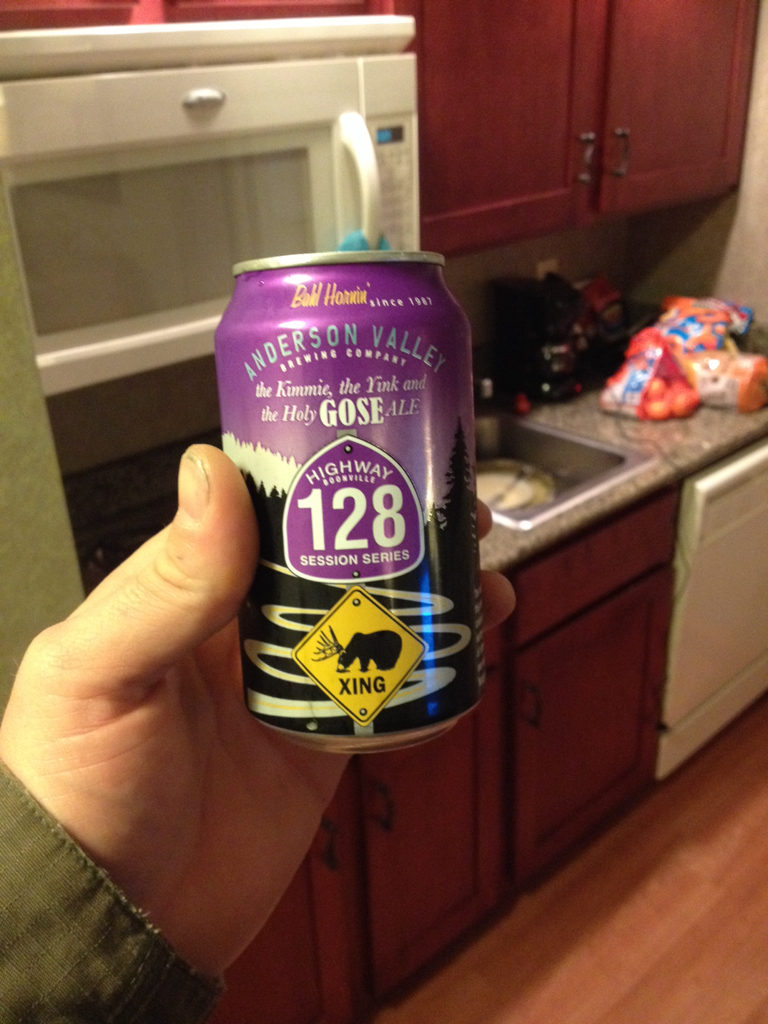 Bahl Hornin' since 1987
ANDERSON VALLEY
BREWING COMPANY
the Kimmie, the Yink and
the Holy GOSE ALE
HIGHWAY
BOONVILLE
128
SESSION SERIES
XING